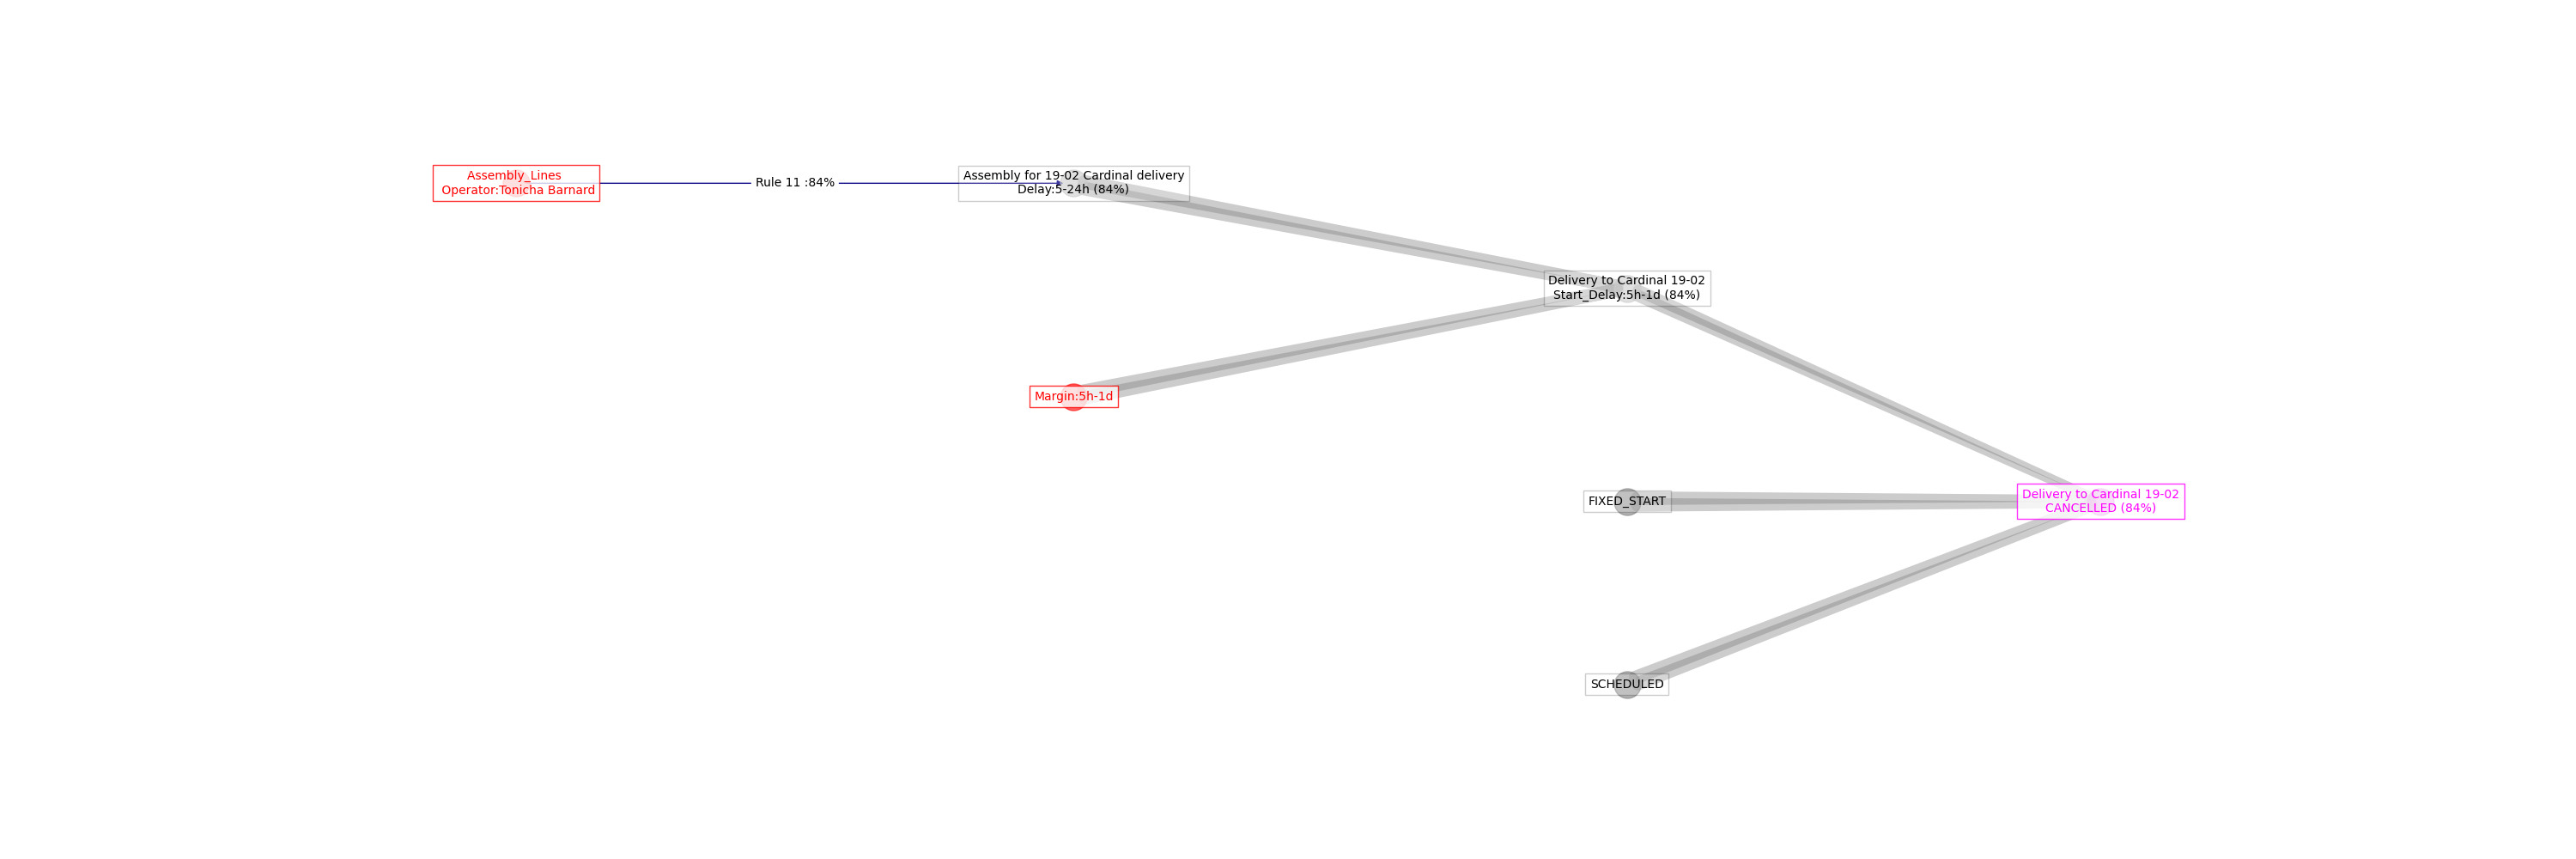 Assembly_Lines
Operator:Tonicha Barnard
Rule 11 :84%
Assembly for 19-02 Cardinal delivery
Delay:5-24h (84%)
Delivery to Cardinal 19-02
Start_Delay:5h-1d (84%)
Margin:5h-1d
FIXED_START
Delivery to Cardinal 19-02
CANCELLED (84%)
SCHEDULED